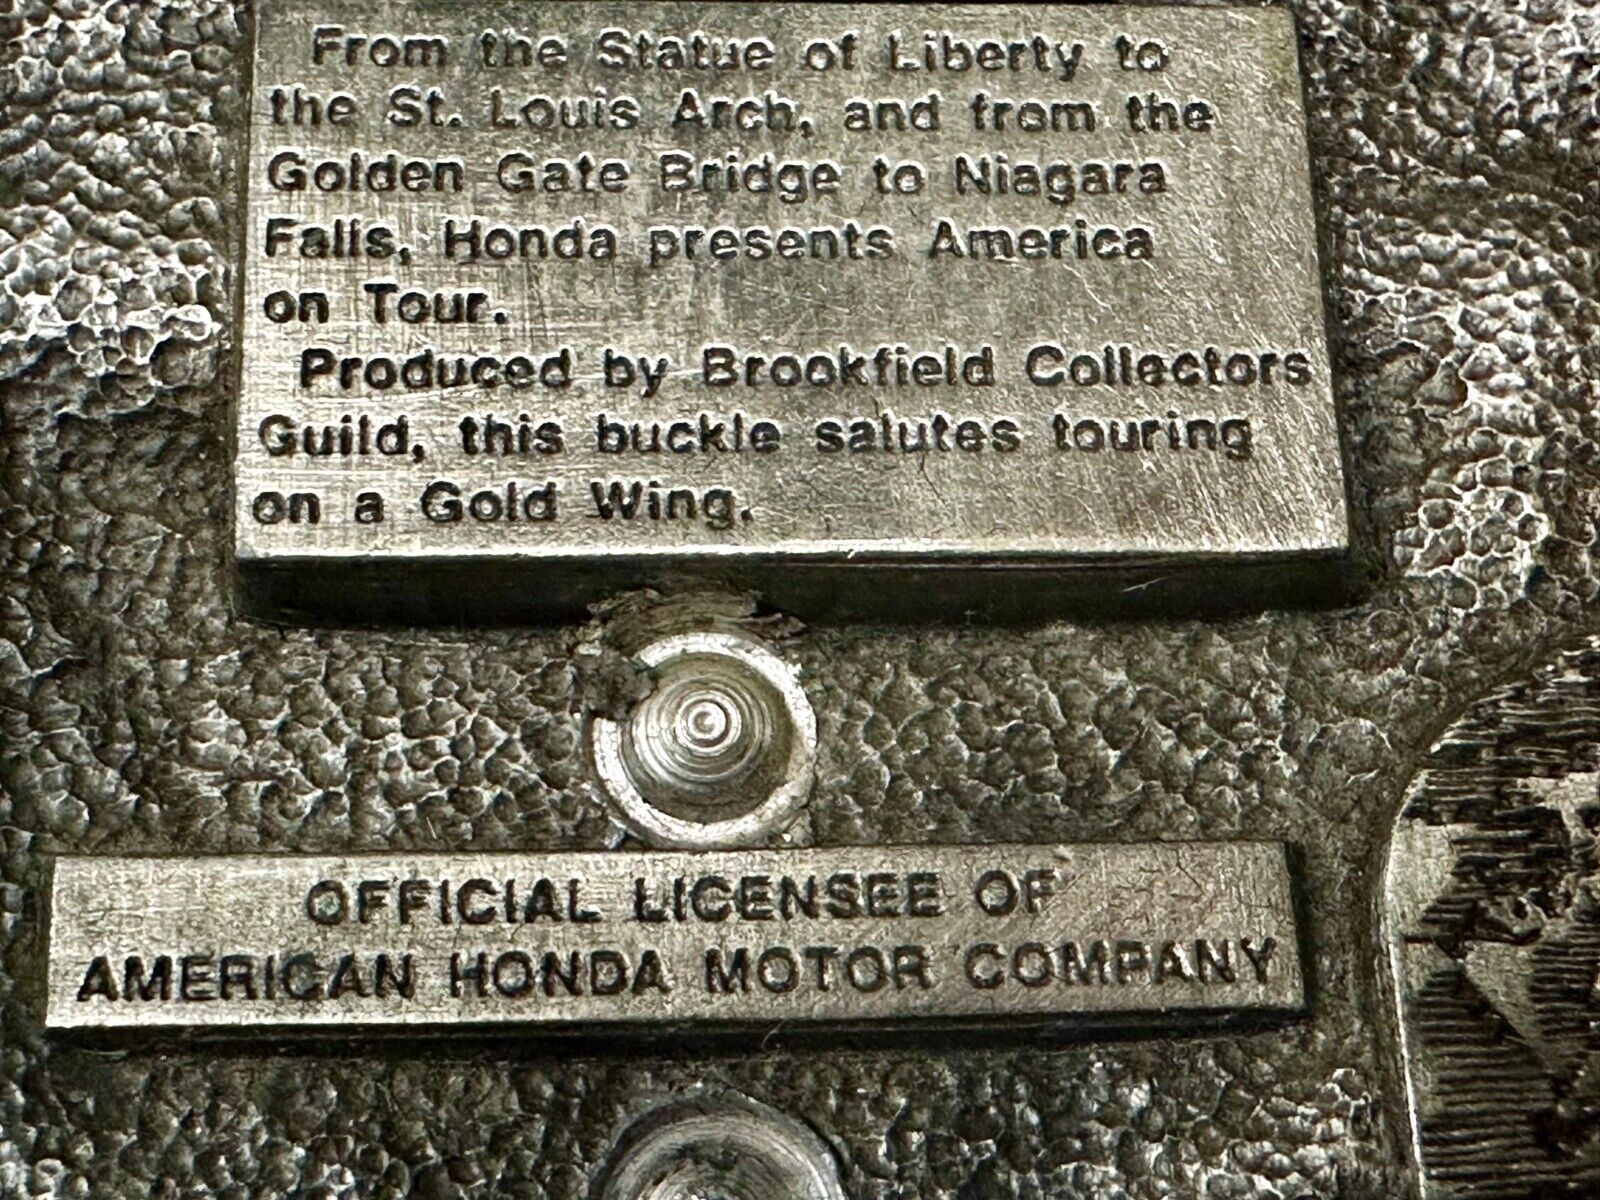 From the Statue of Liberty to
the St. Louis Arch, and from the
Golden Gate Bridge to Niagara
Falls, Honda presents America
on Tour.
Produced by Brookfield Collectors
Guild, this buckle salutes touring
on a Gold Wing.
OFFICIAL LICENSEE OF
AMERICAN HONDA MOTOR COMPANY